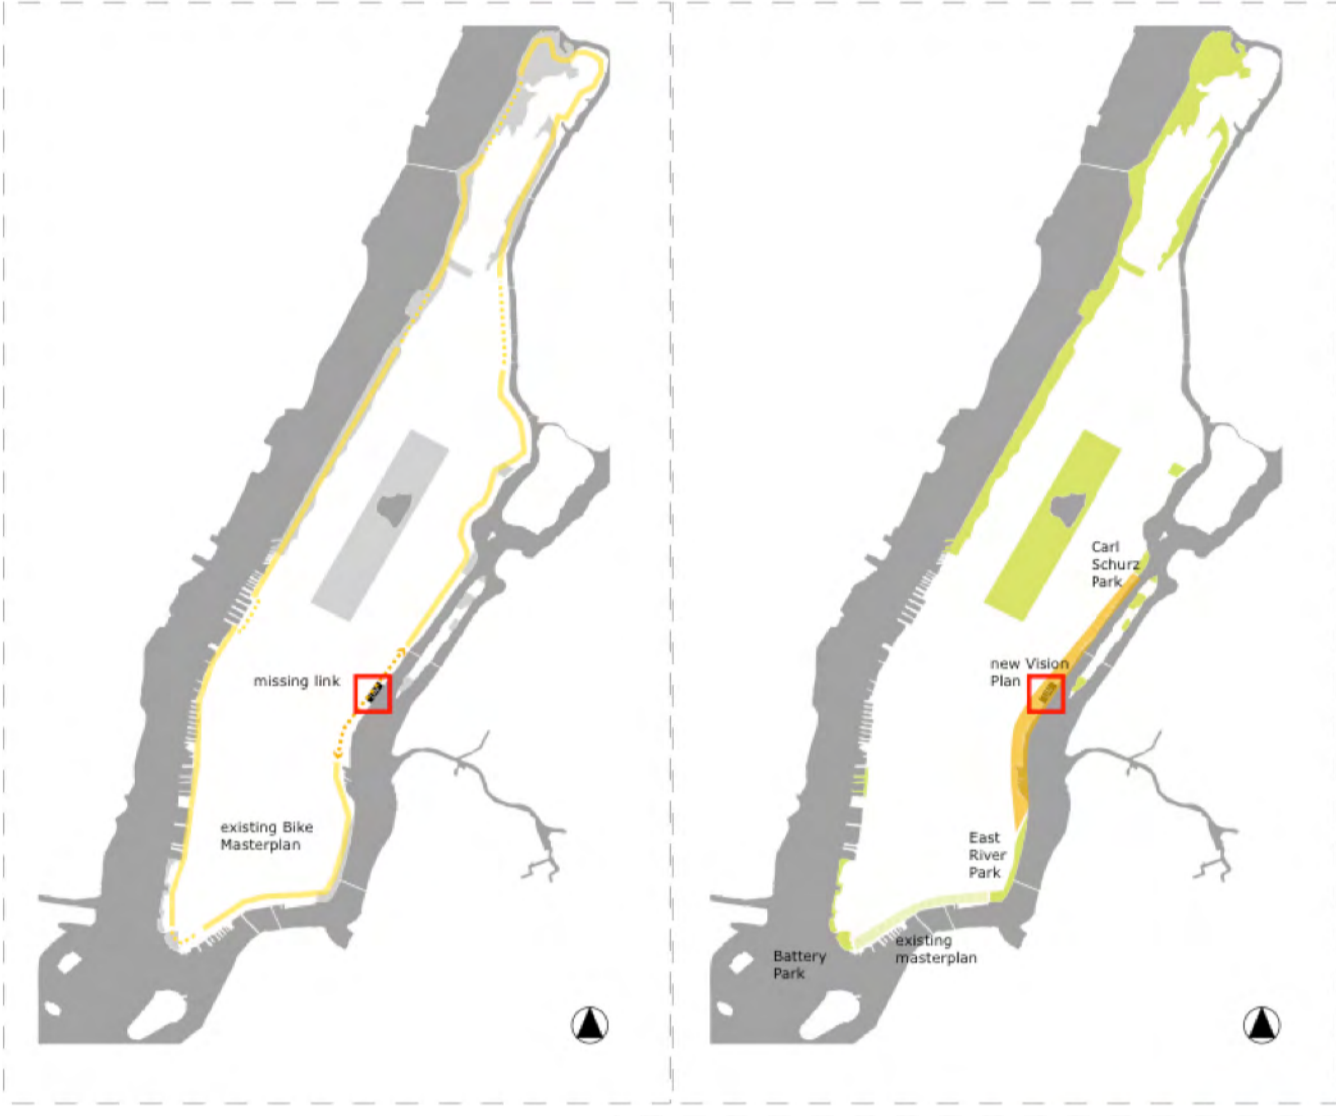 missing link
existing Bike
Masterplan
Carl
Schurz
Park
new Vision
Plan
East
River
Park
existing
masterplan
Battery
Park